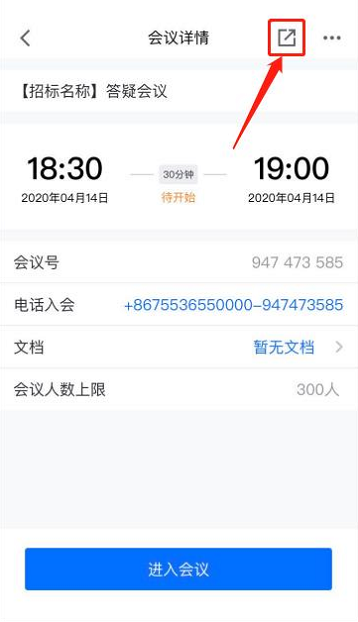 会议详情
【招标名称】答疑会议
18:30 30分钟 19:00
2020年04月14日 待开始 2020年04月14日
会议号 947 473 585
电话入会 +8675536550000-947473585
文档 暂无文档
会议人数上限 300人
进入会议